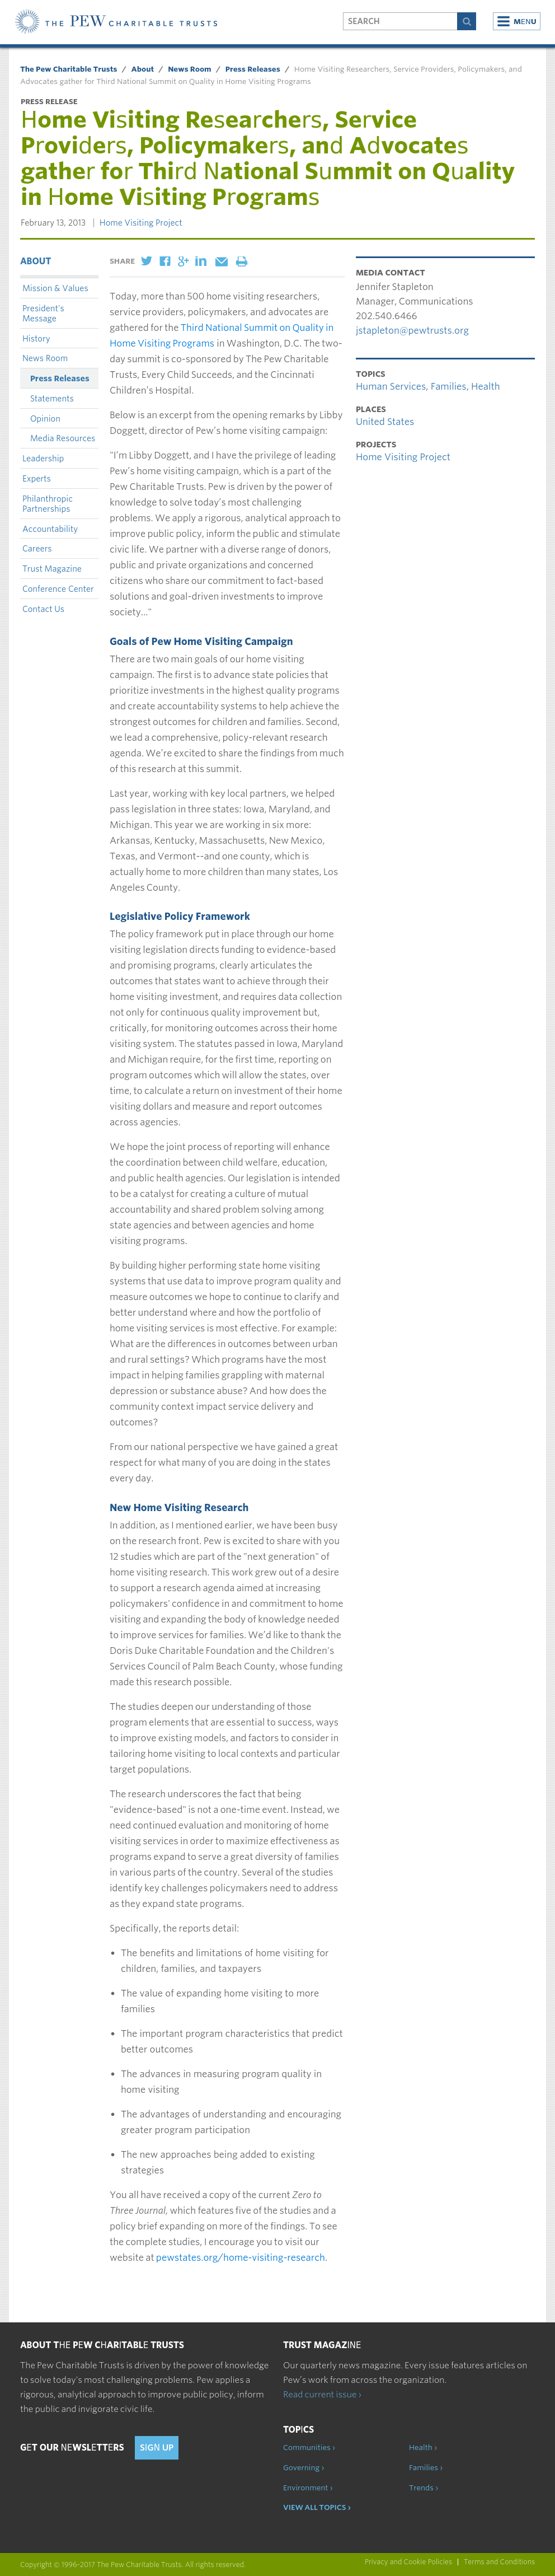 THE PEW CHARITABLE TRUSTS
SEARCH
MENU
The Pew Charitable Trusts / About / News Room / Press Releases / Home Visiting Researchers, Service Providers, Policymakers, and
Advocates gather for Third National Summit on Quality in Home Visiting Programs
PRESS RELEASE
Home Visiting Researchers, Service
Providers, Policymakers, and Advocates
gather for Third National Summit on Quality
in Home Visiting Programs
February 13, 2013 | Home Visiting Project
ABOUT
Mission & Values
President's
Message
History
News Room
Press Releases
Statements
Opinion
Media Resources
Leadership
Experts
Philanthropic
Partnerships
Accountability
Careers
Trust Magazine
Conference Center
Contact Us
SHARE
Today, more than 500 home visiting researchers,
service providers, policymakers, and advocates are
gathered for the Third National Summit on Quality in
Home Visiting Programs in Washington, D.C. The two-
day summit is co-sponsored by The Pew Charitable
Trusts, Every Child Succeeds, and the Cincinnati
Children's Hospital.
Below is an excerpt from the opening remarks by Libby
Doggett, director of Pew's home visiting campaign:
"I'm Libby Doggett, and I have the privilege of leading
Pew's home visiting campaign, which is a part of the
Pew Charitable Trusts. Pew is driven by the power of
knowledge to solve today's most challenging
problems. We apply a rigorous, analytical approach to
improve public policy, inform the public and stimulate
civic life. We partner with a diverse range of donors,
public and private organizations and concerned
citizens who share our commitment to fact-based
solutions and goal-driven investments to improve
society..."
Goals of Pew Home Visiting Campaign
There are two main goals of our home visiting
campaign. The first is to advance state policies that
prioritize investments in the highest quality programs
and create accountability systems to help achieve the
strongest outcomes for children and families. Second,
we lead a comprehensive, policy-relevant research
agenda. We're excited to share the findings from much
of this research at this summit.
Last year, working with key local partners, we helped
pass legislation in three states: Iowa, Maryland, and
Michigan. This year we are working in six more:
Arkansas, Kentucky, Massachusetts, New Mexico,
Texas, and Vermont--and one county, which is
actually home to more children than many states, Los
Angeles County.
Legislative Policy Framework
The policy framework put in place through our home
visiting legislation directs funding to evidence-based
and promising programs, clearly articulates the
outcomes that states want to achieve through their
home visiting investment, and requires data collection
not only for continuous quality improvement but,
critically, for monitoring outcomes across their home
visiting system. The statutes passed in Iowa, Maryland
and Michigan require, for the first time, reporting on
program outcomes which will allow the states, over
time, to calculate a return on investment of their home
visiting dollars and measure and report outcomes
across agencies.
We hope the joint process of reporting will enhance
the coordination between child welfare, education,
and public health agencies. Our legislation is intended
to be a catalyst for creating a culture of mutual
accountability and shared problem solving among
state agencies and between agencies and home
visiting programs.
By building higher performing state home visiting
systems that use data to improve program quality and
measure outcomes we hope to continue to clarify and
better understand where and how the portfolio of
home visiting services is most effective. For example:
What are the differences in outcomes between urban
and rural settings? Which programs have the most
impact in helping families grappling with maternal
depression or substance abuse? And how does the
community context impact service delivery and
outcomes?
From our national perspective we have gained a great
respect for what many of you are doing in the states
every day.
New Home Visiting Research
In addition, as I mentioned earlier, we have been busy
on the research front. Pew is excited to share with you
12 studies which are part of the "next generation" of
home visiting research. This work grew out of a desire
to support a research agenda aimed at increasing
policymakers' confidence in and commitment to home
visiting and expanding the body of knowledge needed
to improve services for families. We'd like to thank the
Doris Duke Charitable Foundation and the Children's
Services Council of Palm Beach County, whose funding
made this research possible.
The studies deepen our understanding of those
program elements that are essential to success, ways
to improve existing models, and factors to consider in
tailoring home visiting to local contexts and particular
target populations.
The research underscores the fact that being
"evidence-based" is not a one-time event. Instead, we
need continued evaluation and monitoring of home
visiting services in order to maximize effectiveness as
programs expand to serve a great diversity of families
in various parts of the country. Several of the studies
identify key challenges policymakers need to address
as they expand state programs.
Specifically, the reports detail:
• The benefits and limitations of home visiting for
children, families, and taxpayers
• The value of expanding home visiting to more
families
• The important program characteristics that predict
better outcomes
• The advances in measuring program quality in
home visiting
• The advantages of understanding and encouraging
greater program participation
• The new approaches being added to existing
strategies
You all have received a copy of the current Zero to
Three Journal, which features five of the studies and a
policy brief expanding on more of the findings. To see
the complete studies, I encourage you to visit our
website at pewstates.org/home-visiting-research.
MEDIA CONTACT
Jennifer Stapleton
Manager, Communications
202.540.6466
jstapleton@pewtrusts.org
TOPICS
Human Services, Families, Health
PLACES
United States
PROJECTS
Home Visiting Project
ABOUT THE PEW CHARITABLE TRUSTS
The Pew Charitable Trusts is driven by the power of knowledge
to solve today's most challenging problems. Pew applies a
rigorous, analytical approach to improve public policy, inform
the public and invigorate civic life.
GET OUR NEWSLETTERS
SIGN UP
TRUST MAGAZINE
Our quarterly news magazine. Every issue features articles on
Pew's work from across the organization.
Read current issue ›
TOPICS
Communities ›
Health ›
Governing ›
Families ›
Environment ›
Trends ›
VIEW ALL TOPICS ›
Copyright © 1996-2017 The Pew Charitable Trusts. All rights reserved.
Privacy and Cookie Policies | Terms and Conditions